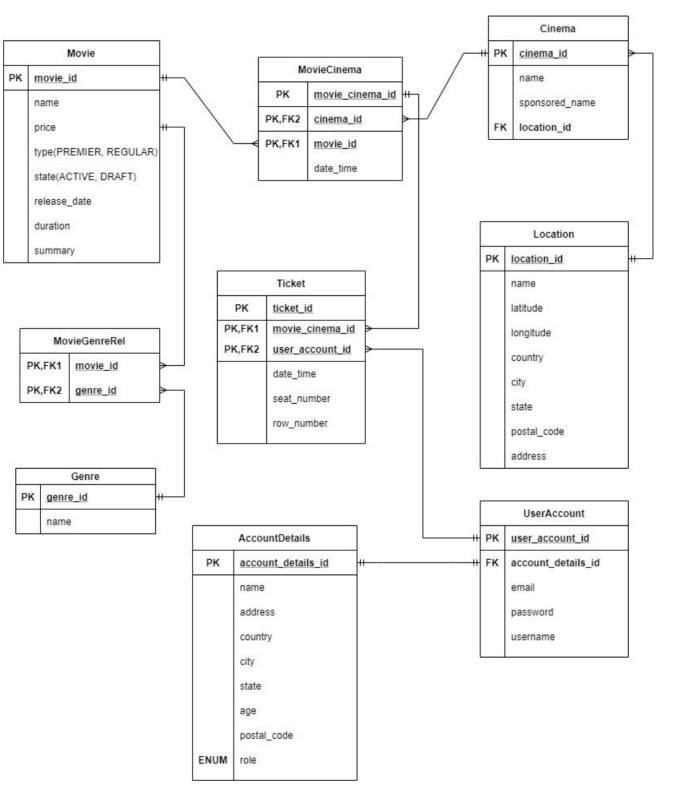 Movie
PK movie_id
name
price
type(PREMIER, REGULAR)
state(ACTIVE, DRAFT)
release_date
duration
summary
MovieCinema
PK movie_cinema_id
PK,FK2 cinema_id
PK,FK1 movie_id
date_time
Cinema
PK cinema_id
name
sponsored_name
FK location_id
Location
PK location_id
name
latitude
longitude
country
city
state
postal_code
address
Ticket
PK ticket_id
PK,FK1 movie_cinema_id
PK,FK2 user_account_id
date_time
seat_number
row_number
MovieGenreRel
PK,FK1 movie_id
PK,FK2 genre_id
Genre
PK genre_id
name
AccountDetails
PK account_details_id
name
address
country
city
state
age
postal_code
ENUM role
UserAccount
PK user_account_id
FK account_details_id
email
password
username